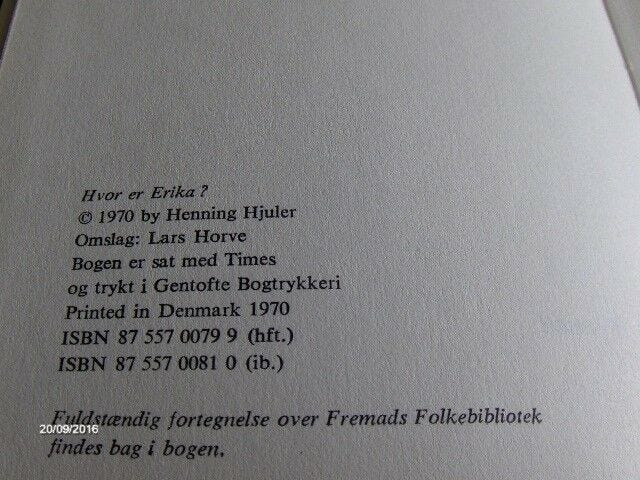 Hvor er Erika?
© 1970 by Henning Hjuler
Omslag: Lars Horve
Bogen er sat med Times
og trykt i Gentofte Bogtrykkeri
Printed in Denmark 1970
ISBN 87 557 0079 9 (hft.)
ISBN 87 557 0081 0 (ib.)
Fuldstændig fortegnelse over Fremads Folkebibliotek
findes bag i bogen.
20/09/2016